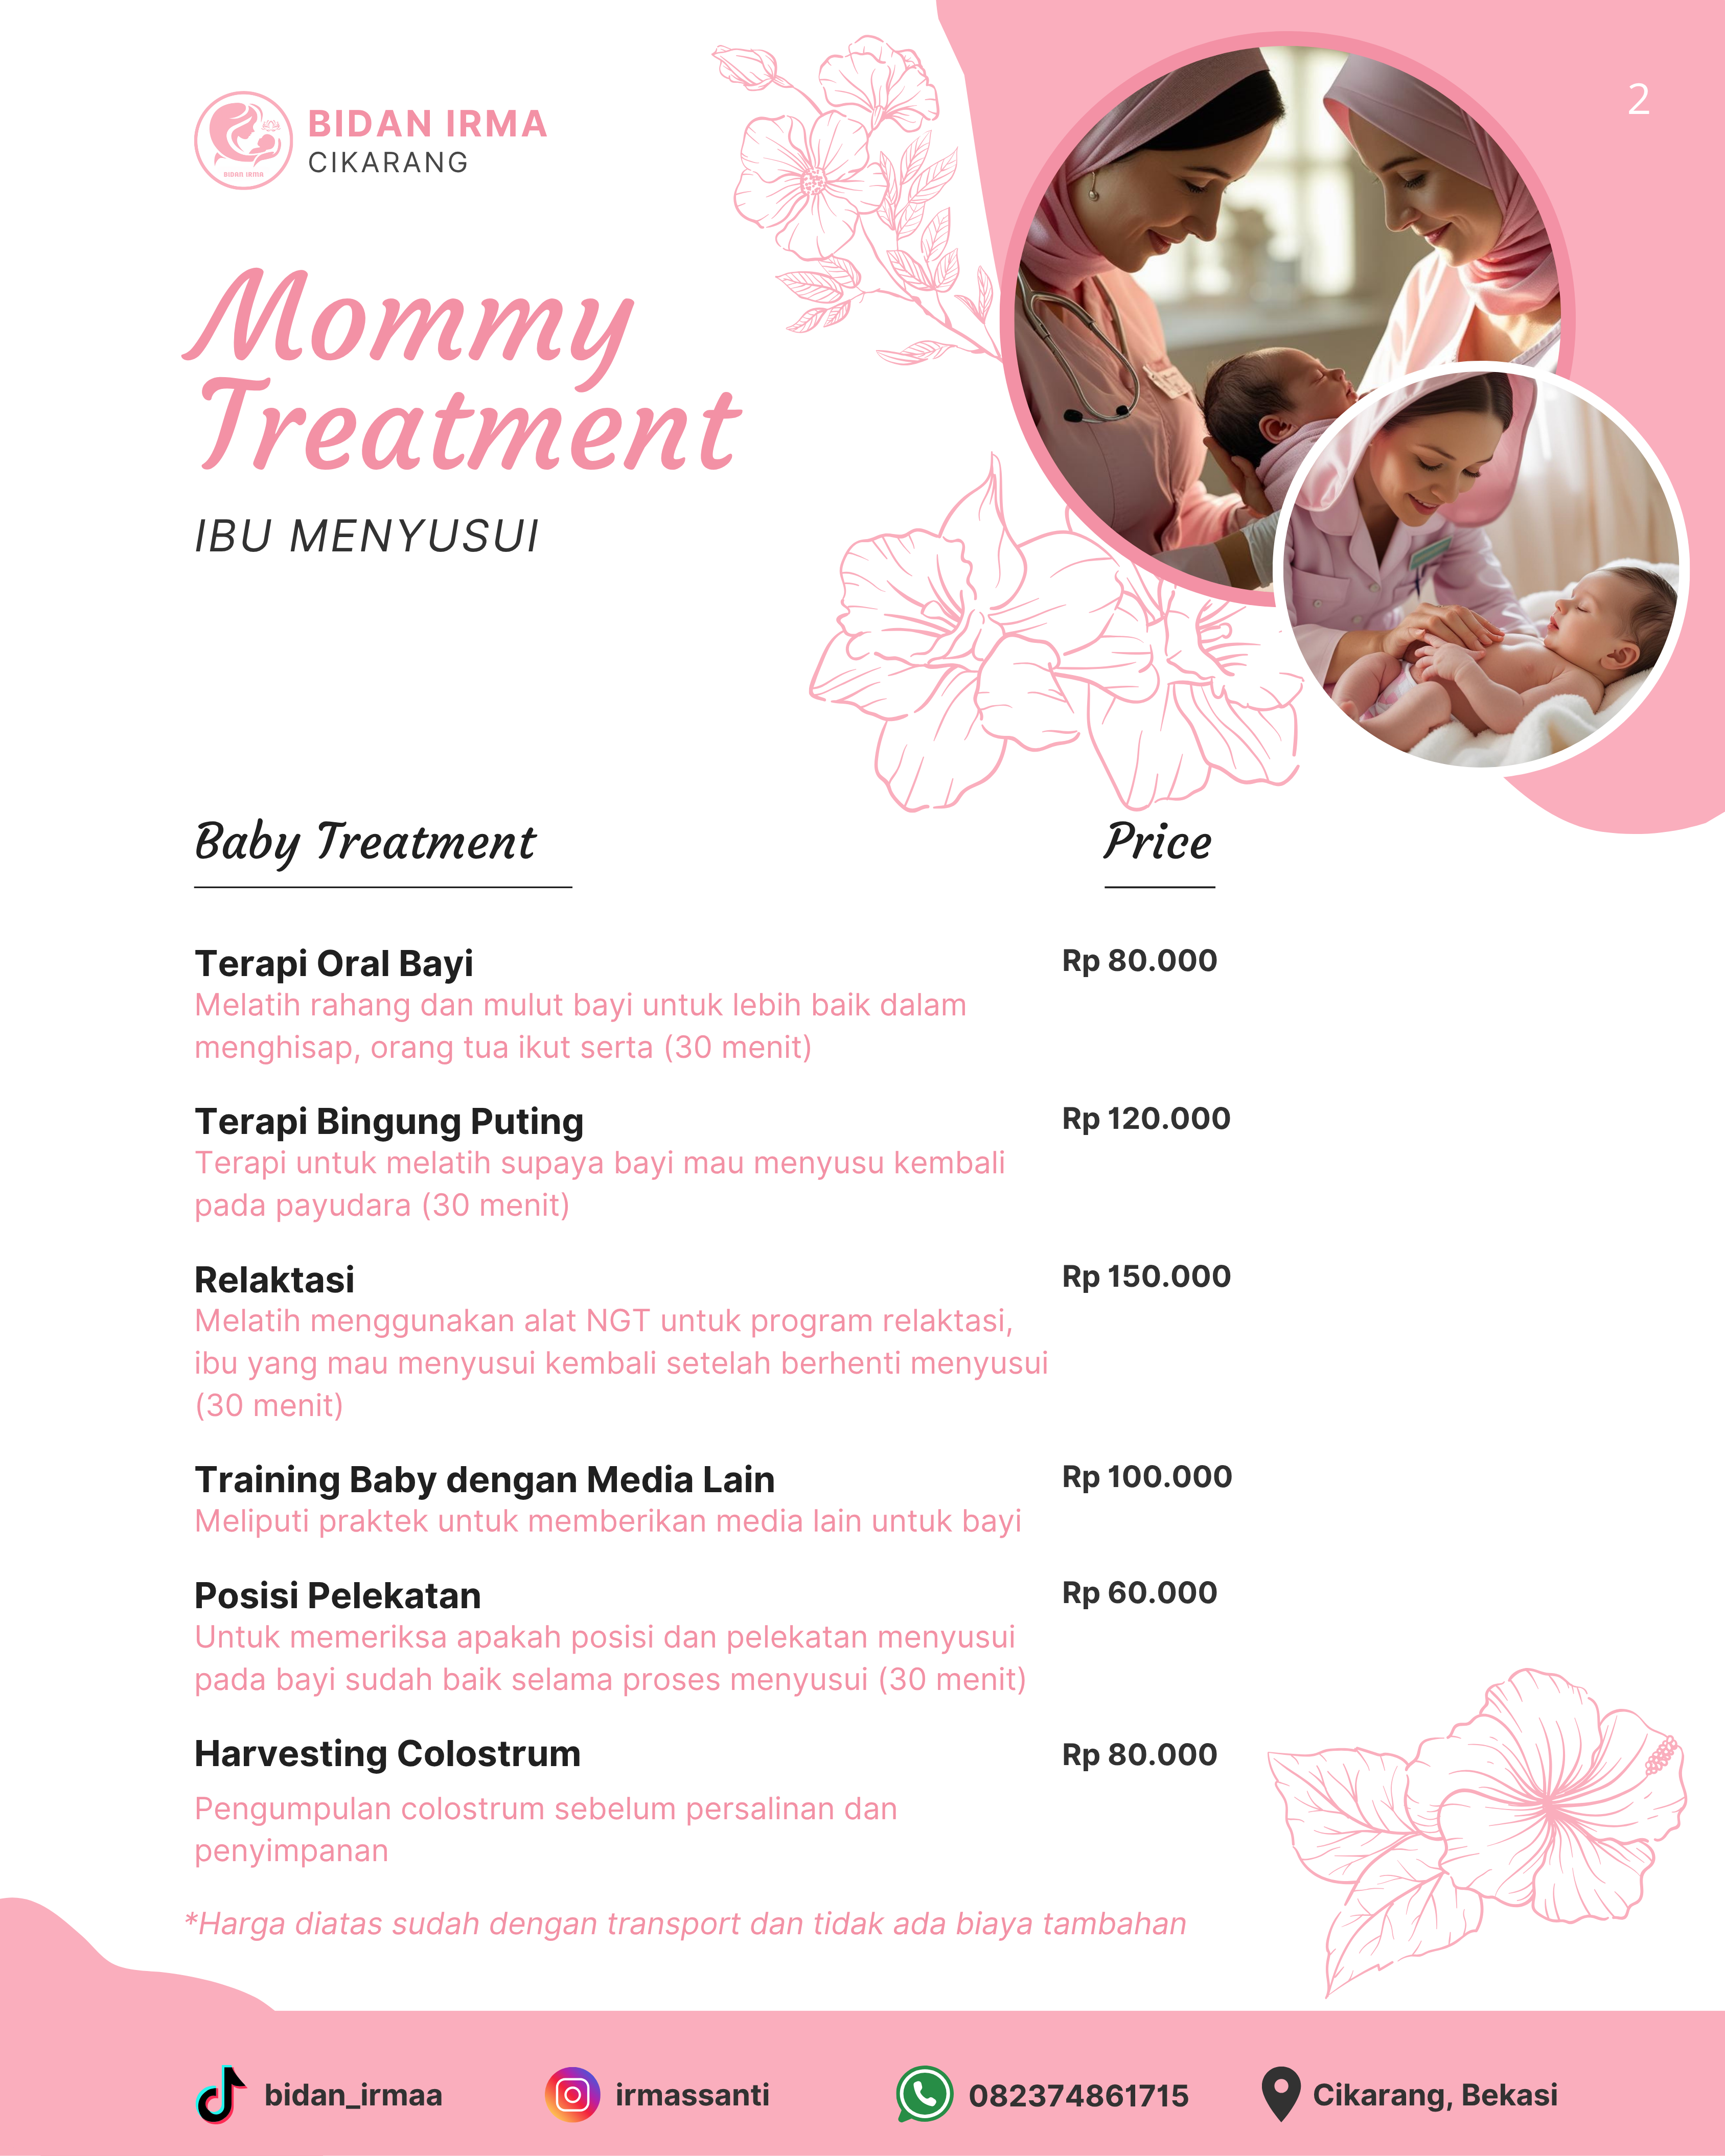 2
BIDAN IRMA
BIDAN IRMA
CIKARANG
Mommy
Treatment
IBU MENYUSUI
Baby Treatment
Price
Terapi Oral Bayi
Rp 80.000
Melatih rahang dan mulut bayi untuk lebih baik dalam
menghisap, orang tua ikut serta (30 menit)
Terapi Bingung Puting
Rp 120.000
Terapi untuk melatih supaya bayi mau menyusu kembali
pada payudara (30 menit)
Relaktasi
Rp 150.000
Melatih menggunakan alat NGT untuk program relaktasi,
ibu yang mau menyusui kembali setelah berhenti menyusui
(30 menit)
Training Baby dengan Media Lain
Rp 100.000
Meliputi praktek untuk memberikan media lain untuk bayi
Posisi Pelekatan
Rp 60.000
Untuk memeriksa apakah posisi dan pelekatan menyusui
pada bayi sudah baik selama proses menyusui (30 menit)
Harvesting Colostrum
Rp 80.000
Pengumpulan colostrum sebelum persalinan dan
penyimpanan
*Harga diatas sudah dengan transport dan tidak ada biaya tambahan
bidan_irmaa
irmassanti
082374861715
Cikarang, Bekasi